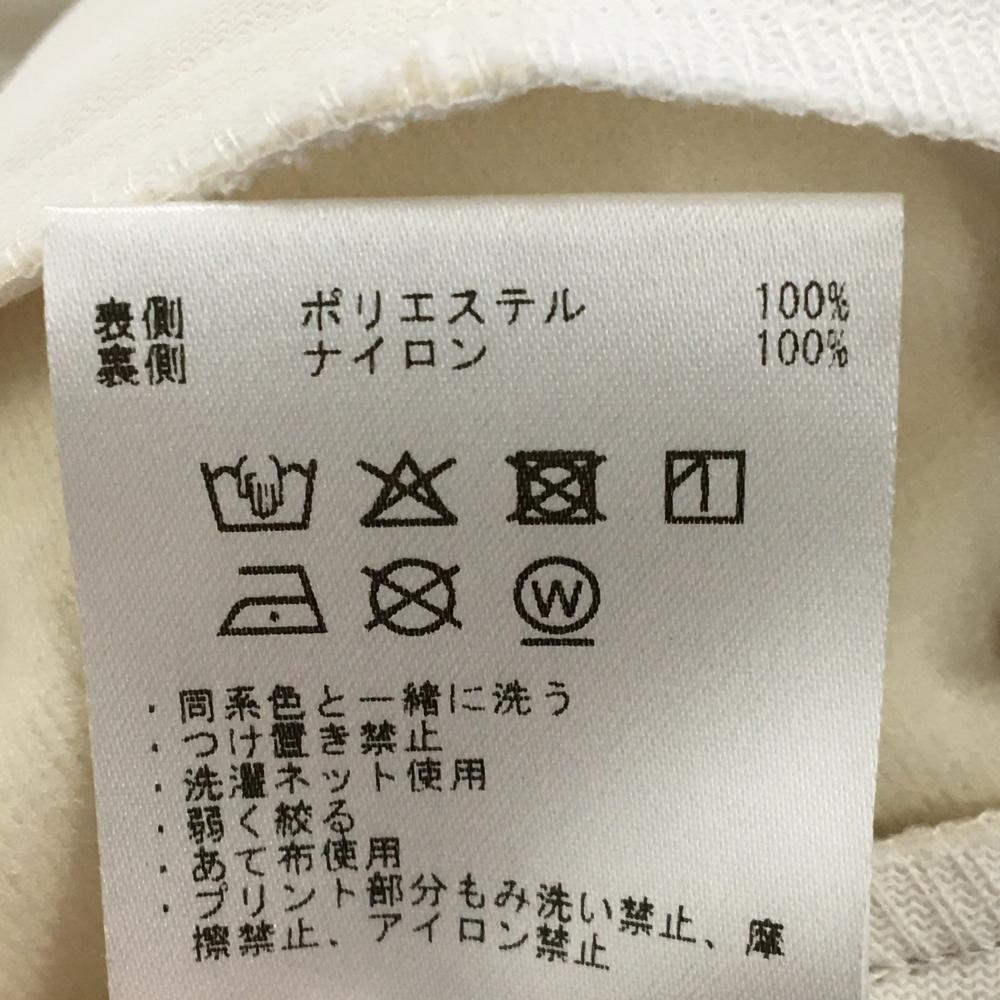 表側 ポリエステル 100%
裏側 ナイロン 100%
W
・同系色と一緒に洗う
・つけ置き禁止
・洗濯ネット使用
・弱く絞る
・あて布使用
・プリント部分もみ洗い禁止、摩
擦禁止、アイロン禁止